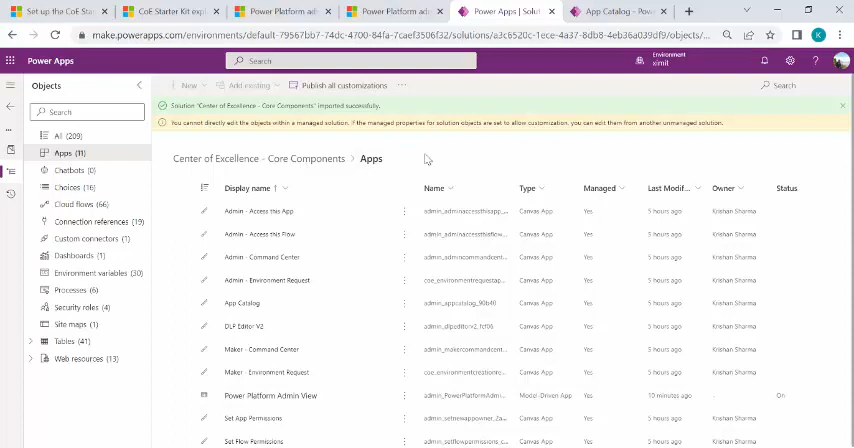 Set up the CoE Star
CoE Starter Kit expl
Power Platform adm
Power Platform adm
Power Apps | Solut
App Catalog - Pow
make.powerapps.com/environments/default-79567bb7-74dc-4700-84fa-7caef3506f32/solutions/a3c6520c-1ece-4a37-8db4-4eb36a039df9/objects/...
K
Power Apps
Search
Environment
ximit
Objects
New
Add existing
Publish all customizations
Search
Search
Solution "Center of Excellence - Core Components" imported successfully.
You cannot directly edit the objects within a managed solution. If the managed properties for solution objects are set to allow customization, you can edit them from another unmanaged solution.
All (209)
Apps (11)
Chatbots (0)
Choices (16)
Cloud flows (66)
Connection references (19)
Custom connectors (1)
Dashboards (1)
Environment variables (30)
Processes (6)
Security roles (4)
Site maps (1)
Tables (41)
Web resources (13)
Center of Excellence - Core Components > Apps
Display name ↑ Name Type Managed Last Modif... Owner Status
Admin - Access this App admin_adminaccessthisapp_... Canvas App Yes 5 hours ago Krishan Sharma
Admin - Access this Flow admin_adminaccessthisflow... Canvas App Yes 5 hours ago Krishan Sharma
Admin - Command Center admin_admincommandcent... Canvas App Yes 5 hours ago Krishan Sharma
Admin - Environment Request coe_environmentrequestap... Canvas App Yes 5 hours ago Krishan Sharma
App Catalog admin_appcatalog_90b40 Canvas App Yes 5 hours ago Krishan Sharma
DLP Editor V2 admin_dlpeditorv2_fcf06 Canvas App Yes 5 hours ago Krishan Sharma
Maker - Command Center admin_makercommandcent... Canvas App Yes 5 hours ago Krishan Sharma
Maker - Environment Request coe_environmentcreationre... Canvas App Yes 5 hours ago Krishan Sharma
Power Platform Admin View admin_PowerPlatformAdmi... Model-Driven App Yes 10 minutes ago - On
Set App Permissions admin_setnewappowner_2a... Canvas App Yes 5 hours ago Krishan Sharma
Set Flow Permissions admin_setflowpermissions_c... Canvas App Yes 5 hours ago Krishan Sharma